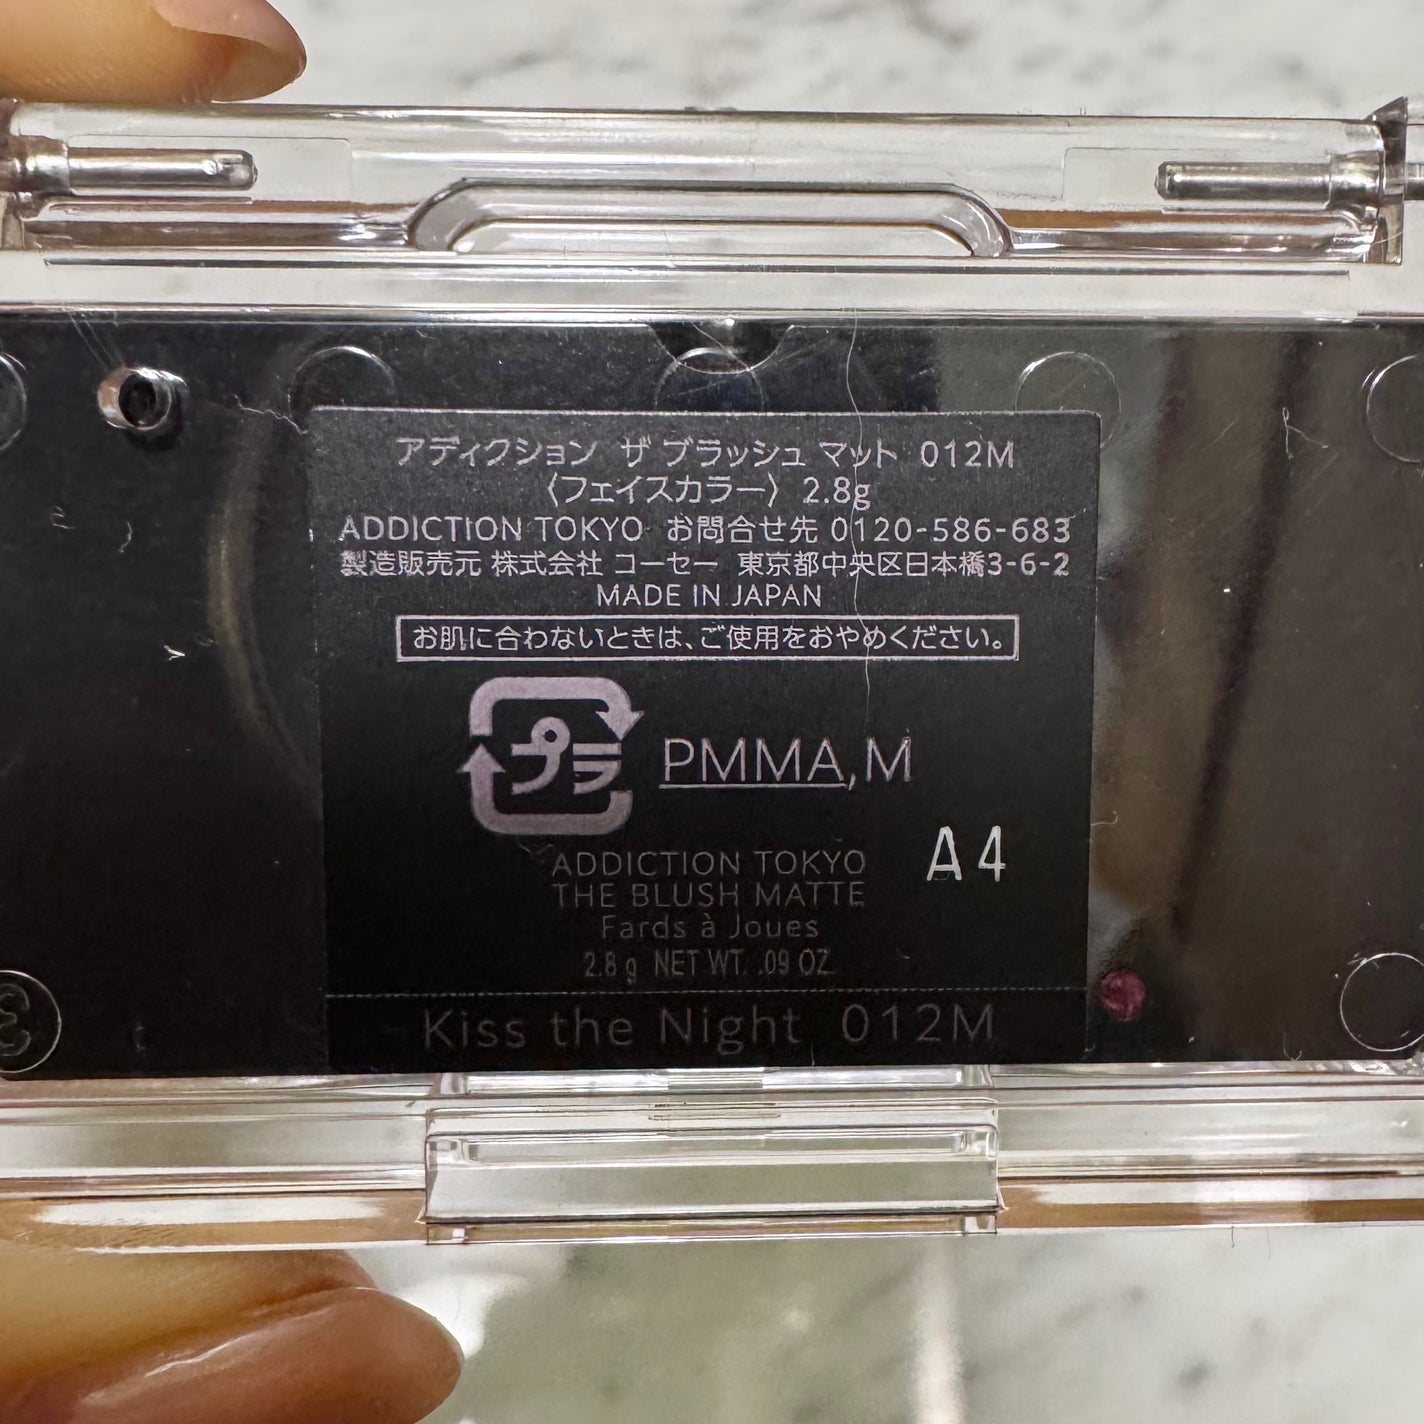 アディクション ザ ブラッシュ マット 012M
〈フェイスカラー〉 2.8g
ADDICTION TOKYO お問合せ先 0120-586-683
製造販売元 株式会社 コーセー 東京都中央区日本橋3-6-2
MADE IN JAPAN
お肌に合わないときは、ご使用をおやめください。
プラ PMMA,M
A4
ADDICTION TOKYO
THE BLUSH MATTE
Fards à Joues
2.8 g NET WT. .09 OZ.
Kiss the Night 012M
3